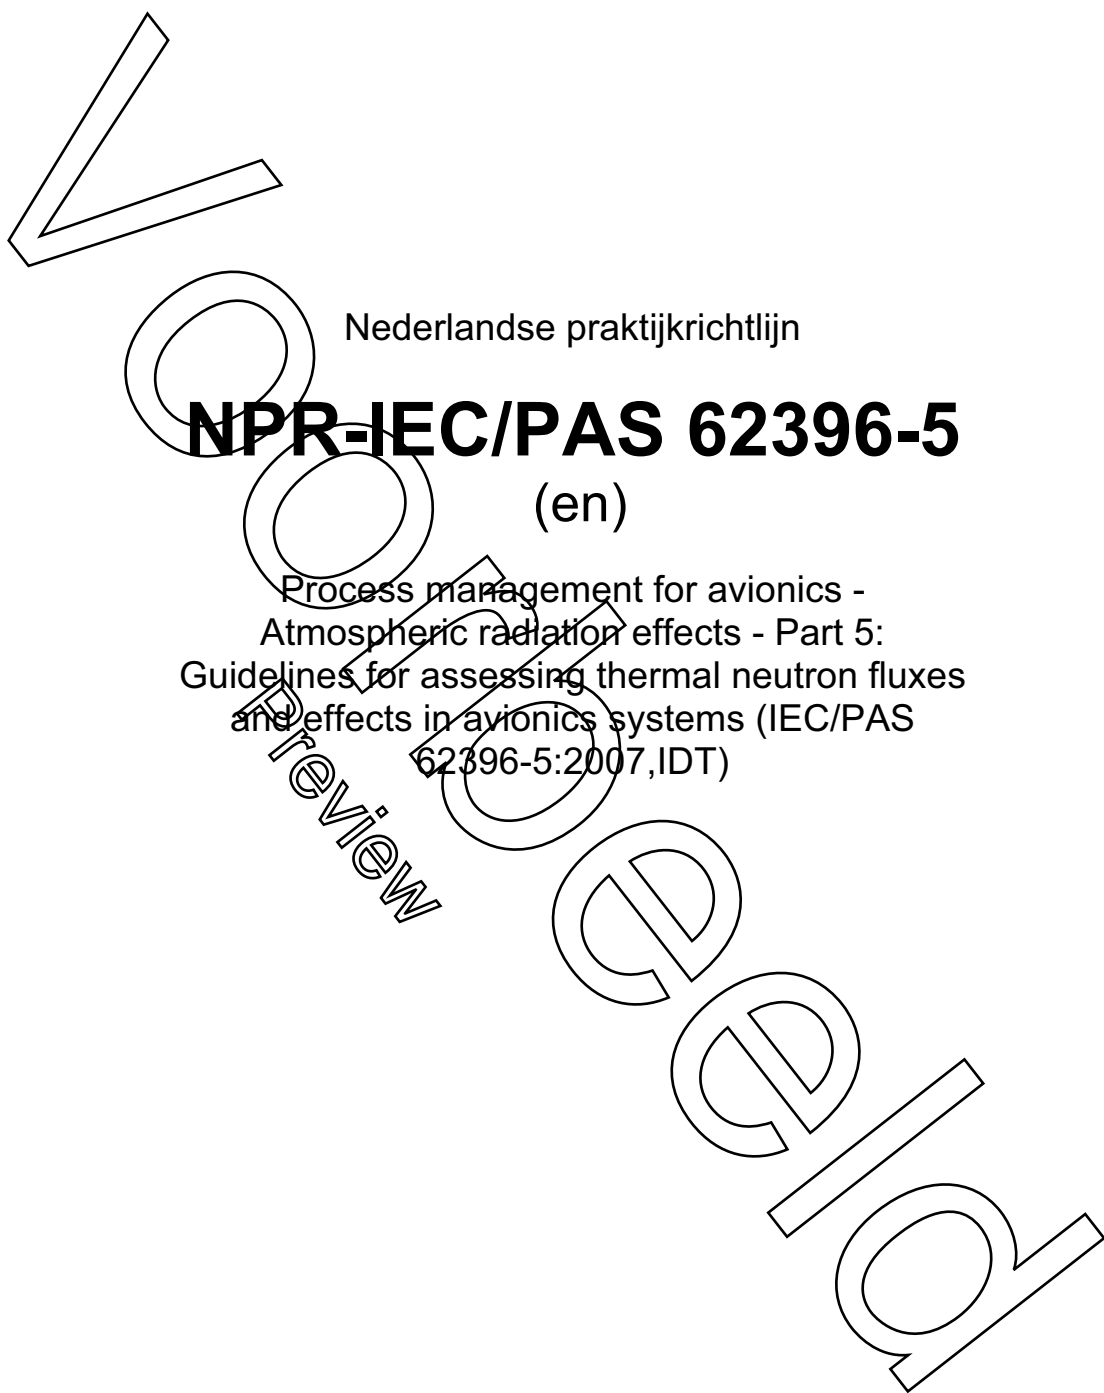 Nederlandse praktijkrichtlijn
NPR-IEC/PAS 62396-5
(en)
Process management for avionics -
Atmospheric radiation effects - Part 5:
Guidelines for assessing thermal neutron fluxes
and effects in avionics systems (IEC/PAS
62396-5:2007,IDT)
Voorbeeld
Preview